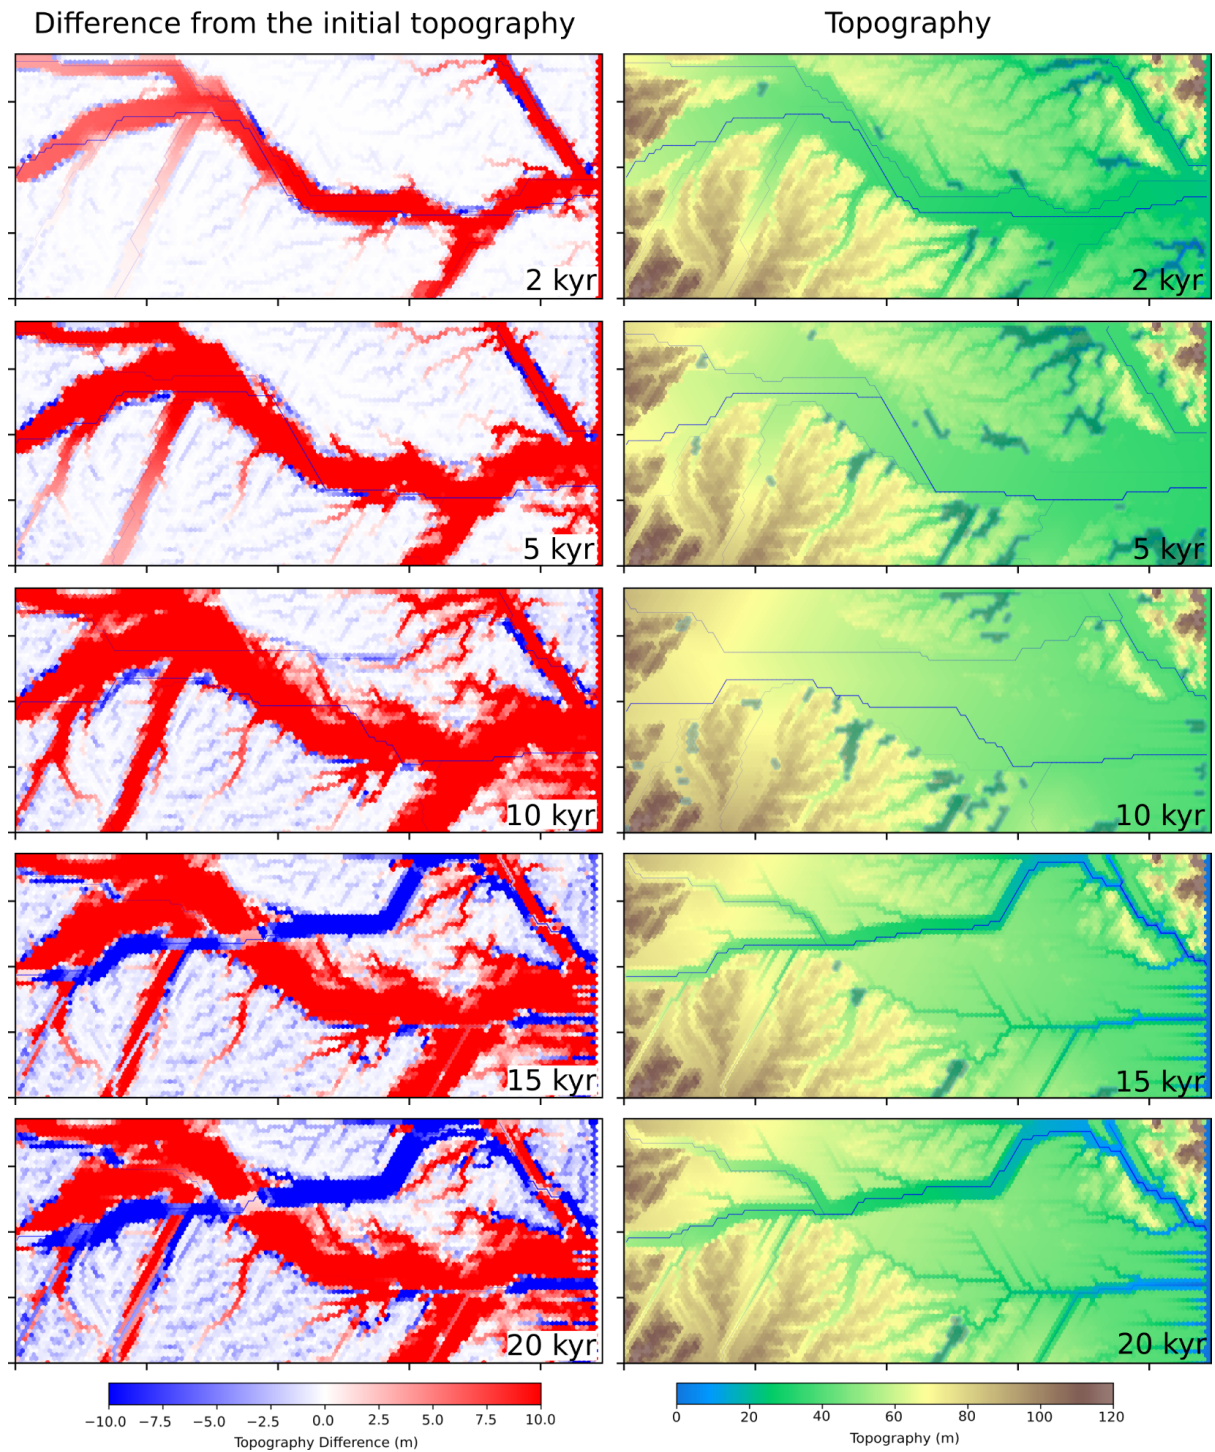 Difference from the initial topography
Topography
2 kyr
2 kyr
5 kyr
5 kyr
10 kyr
10 kyr
15 kyr
15 kyr
20 kyr
20 kyr
−10.0 −7.5 −5.0 −2.5 0.0 2.5 5.0 7.5 10.0
Topography Difference (m)
0 20 40 60 80 100 120
Topography (m)